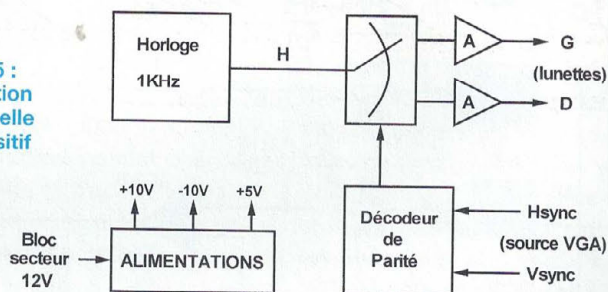 5 :
tion
elle
sitif
Horloge
1KHz
H
A
G
(lunettes)
A
D
+10V
-10V
+5V
Bloc
secteur
12V
ALIMENTATIONS
Décodeur
de
Parité
Hsync
(source VGA)
Vsync